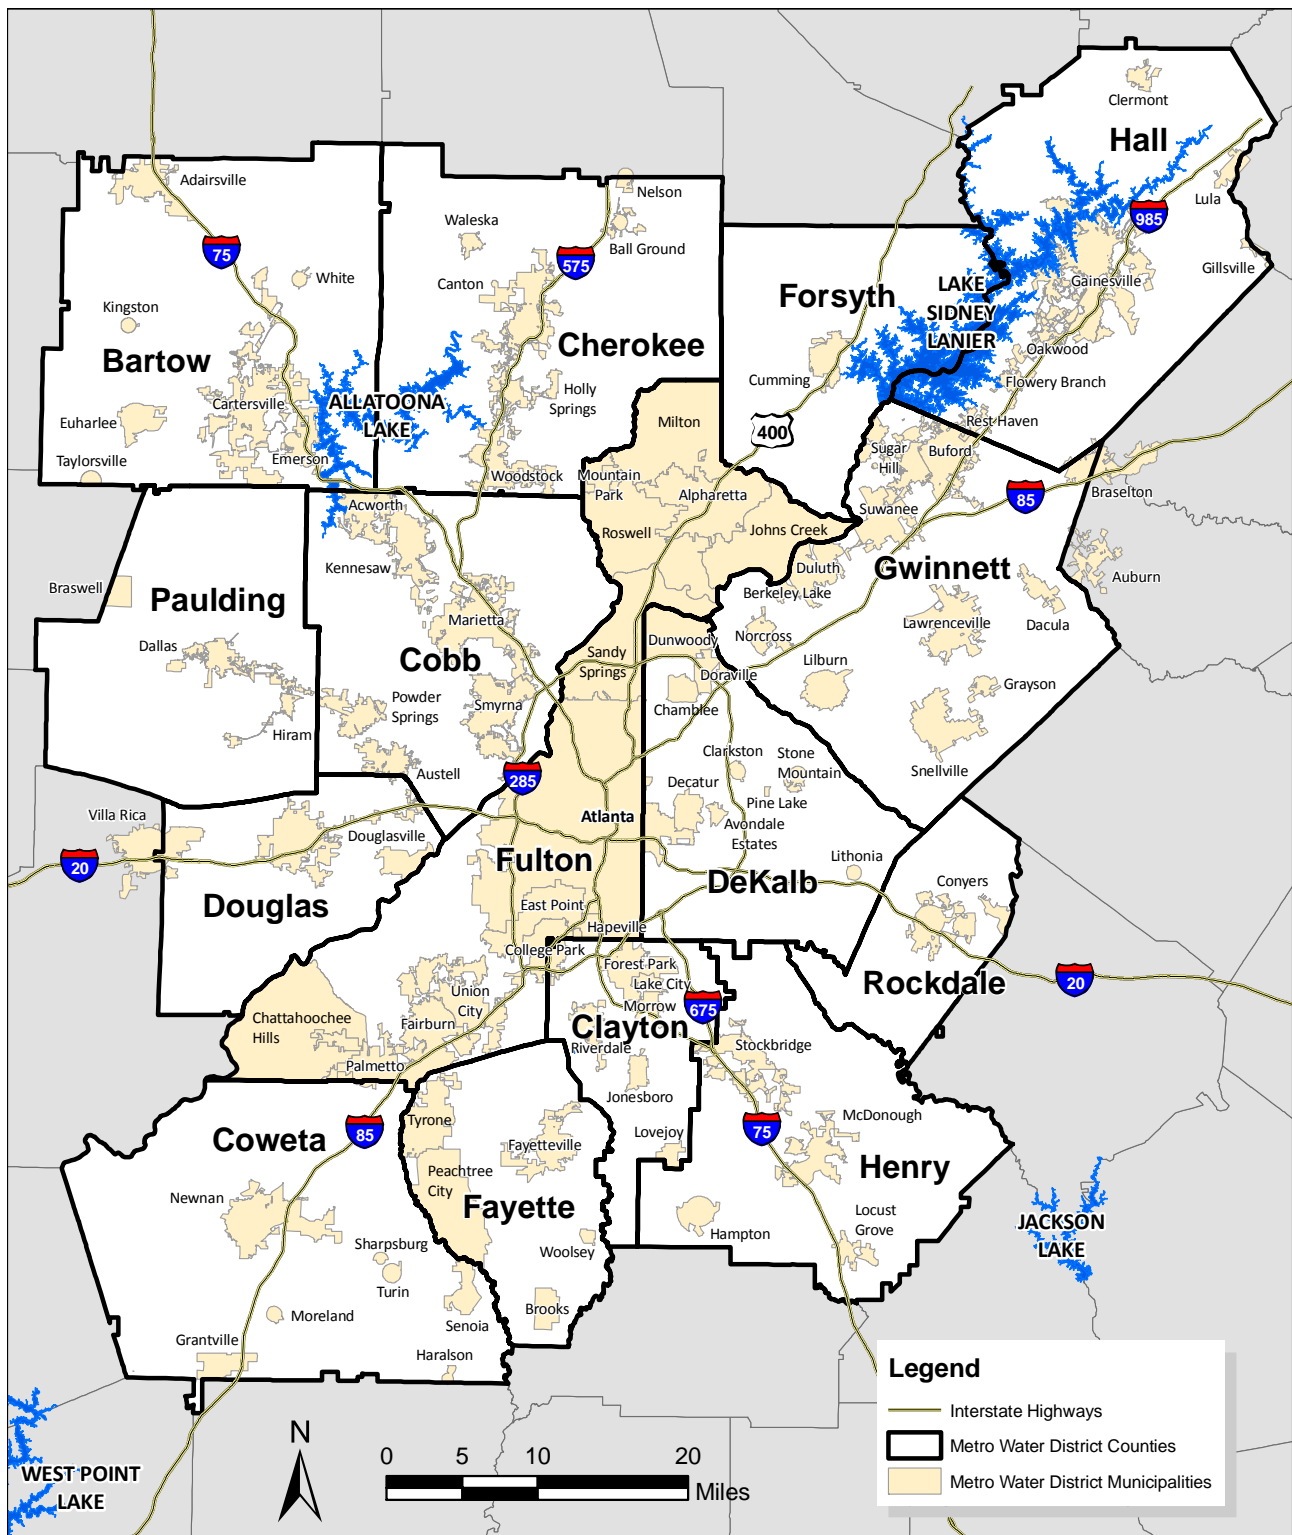 Clermont
Hall
Adairsville
Nelson
Lula
Waleska
985
75
575
Ball Ground
Gillsville
White
Canton
Gainesville
Forsyth
LAKE
SIDNEY
LANIER
Kingston
Bartow
Cherokee
Oakwood
Cumming
Flowery Branch
Holly
Springs
Cartersville
ALLATOONA
LAKE
Euharlee
Milton
400
Rest Haven
Taylorsville
Emerson
Sugar
Hill
Buford
Woodstock
Mountain
Park
Alpharetta
85
Braselton
Acworth
Suwanee
Roswell
Johns Creek
Kennesaw
Duluth
Gwinnett
Auburn
Braswell
Paulding
Berkeley Lake
Marietta
Lawrenceville
Dacula
Dallas
Cobb
Dunwoody
Norcross
Sandy
Springs
Lilburn
Doraville
Grayson
Powder
Springs
Smyrna
Chamblee
Hiram
Clarkston
Stone
Mountain
Snellville
Austell
285
Decatur
Pine Lake
Villa Rica
Atlanta
Avondale
Estates
Douglasville
20
Fulton
Lithonia
DeKalb
Conyers
Douglas
East Point
Hapeville
College Park
Forest Park
Rockdale
20
Union
City
Lake City
675
Chattahoochee
Hills
Fairburn
Morrow
Clayton
Riverdale
Stockbridge
Palmetto
Jonesboro
Coweta
85
Tyrone
75
McDonough
Lovejoy
Fayetteville
Henry
Peachtree
City
Newnan
Fayette
Locust
Grove
JACKSON
LAKE
Hampton
Sharpsburg
Woolsey
Turin
Moreland
Brooks
Senoia
Grantville
Haralson
Legend
Interstate Highways
Metro Water District Counties
Metro Water District Municipalities
N
0 5 10 20
Miles
WEST POINT
LAKE